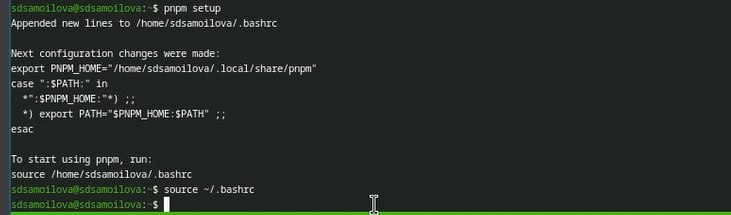 sdsamoilova@sdsamoilova:~$ pnpm setup
Appended new lines to /home/sdsamoilova/.bashrc

Next configuration changes were made:
export PNPM_HOME="/home/sdsamoilova/.local/share/pnpm"
case ":$PATH:" in
  *":$PNPM_HOME:"*) ;;
  *) export PATH="$PNPM_HOME:$PATH" ;;
esac

To start using pnpm, run:
source /home/sdsamoilova/.bashrc
sdsamoilova@sdsamoilova:~$ source ~/.bashrc
sdsamoilova@sdsamoilova:~$